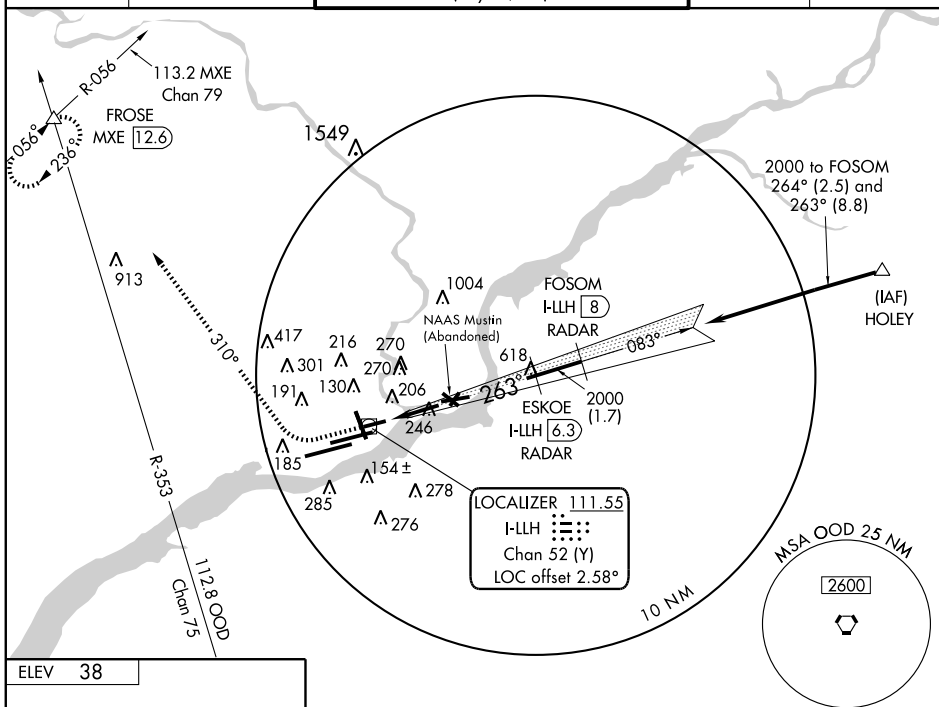 R-056
113.2 MXE
Chan 79
FROSE
MXE 12.6
056°
236°
1549
2000 to FOSOM
264° (2.5) and
263° (8.8)
(IAF)
HOLEY
913
1004
NAAS Mustin
(Abandoned)
FOSOM
I-LLH 8
RADAR
083°
310°
417
216
270
301
270
618
130
191
206
263°
2000
(1.7)
ESKOE
I-LLH 6.3
RADAR
246
185
154 ±
285
278
276
LOCALIZER 111.55
I-LLH
Chan 52 (Y)
LOC offset 2.58°
R-353
112.8 OOD
Chan 75
10 NM
MSA OOD 25 NM
2600
ELEV 38